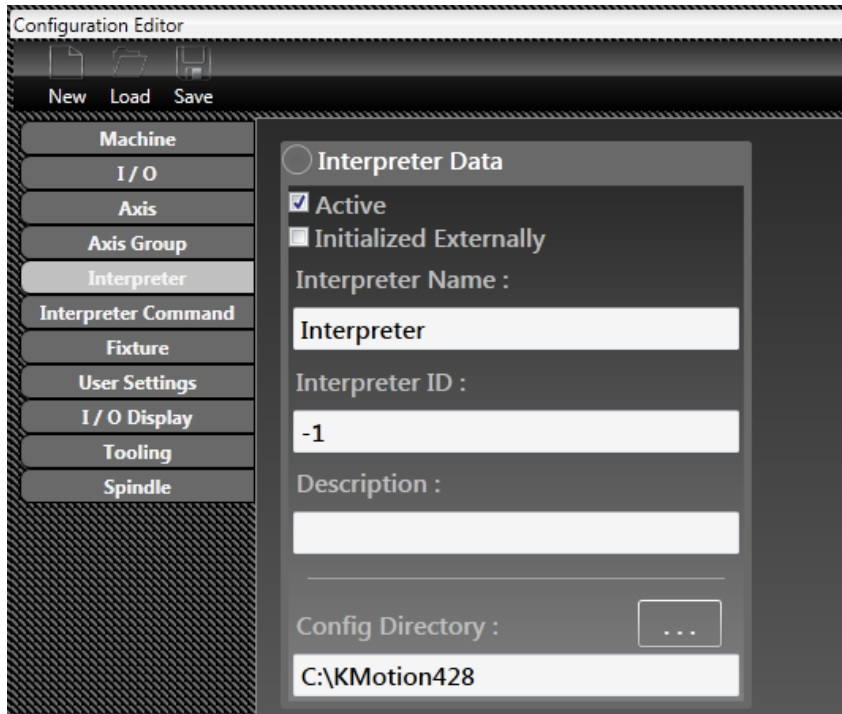 Configuration Editor
New Load Save
Machine
I / O
Axis
Axis Group
Interpreter
Interpreter Command
Fixture
User Settings
I / O Display
Tooling
Spindle
Interpreter Data
Active
Initialized Externally
Interpreter Name :
Interpreter
Interpreter ID :
-1
Description :
Config Directory :
...
C:\KMotion428